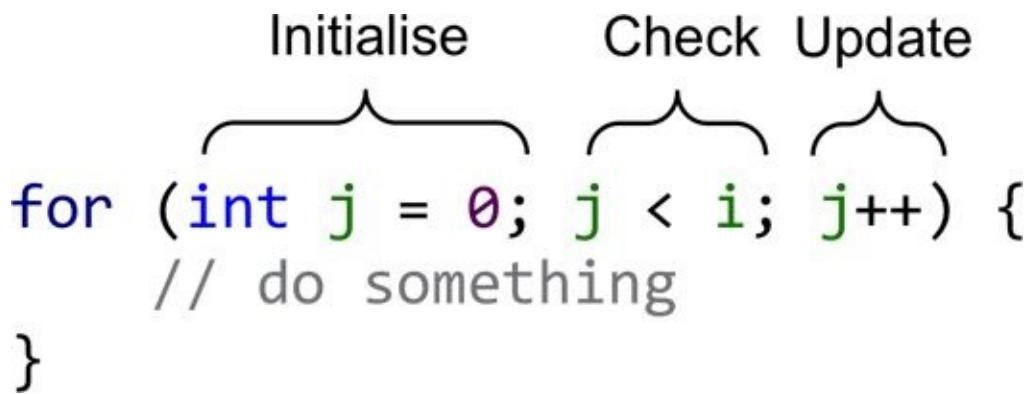 Initialise Check Update
for (int j = 0; j < i; j++) {
// do something
}